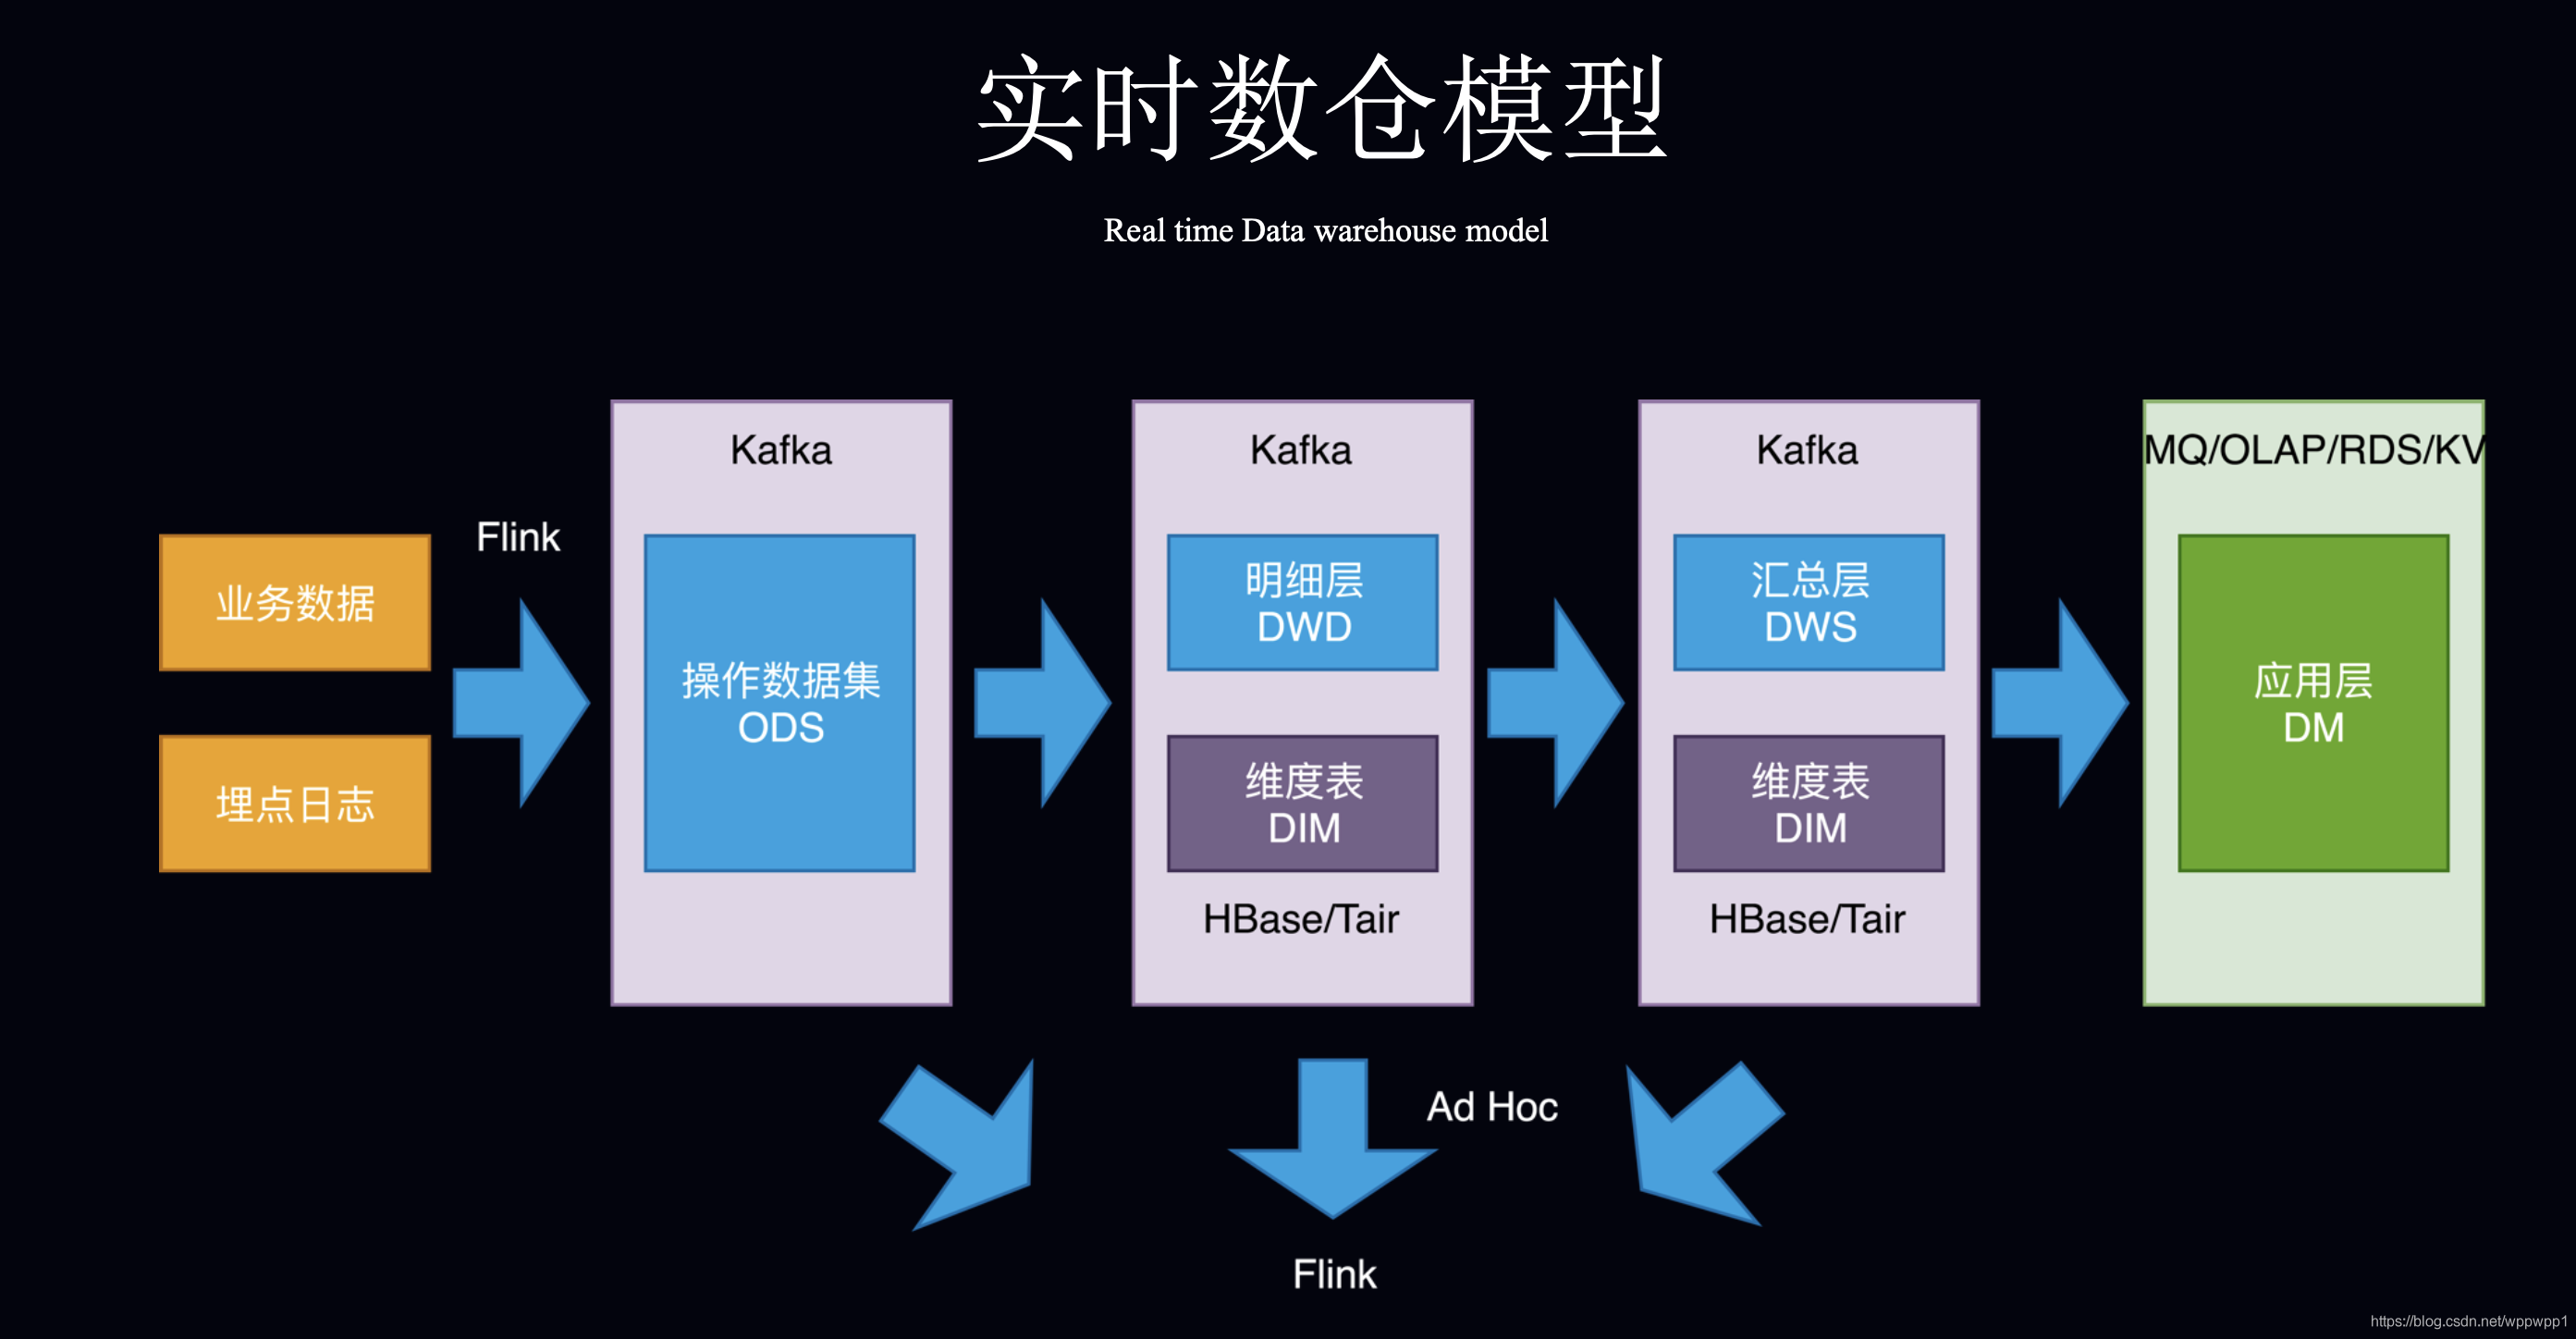 实时数仓模型
Real time Data warehouse model
业务数据
埋点日志
Flink
Kafka
操作数据集
ODS
Kafka
明细层
DWD
维度表
DIM
HBase/Tair
Kafka
汇总层
DWS
维度表
DIM
HBase/Tair
MQ/OLAP/RDS/KV
应用层
DM
Ad Hoc
Flink
https://blog.csdn.net/wppwpp1